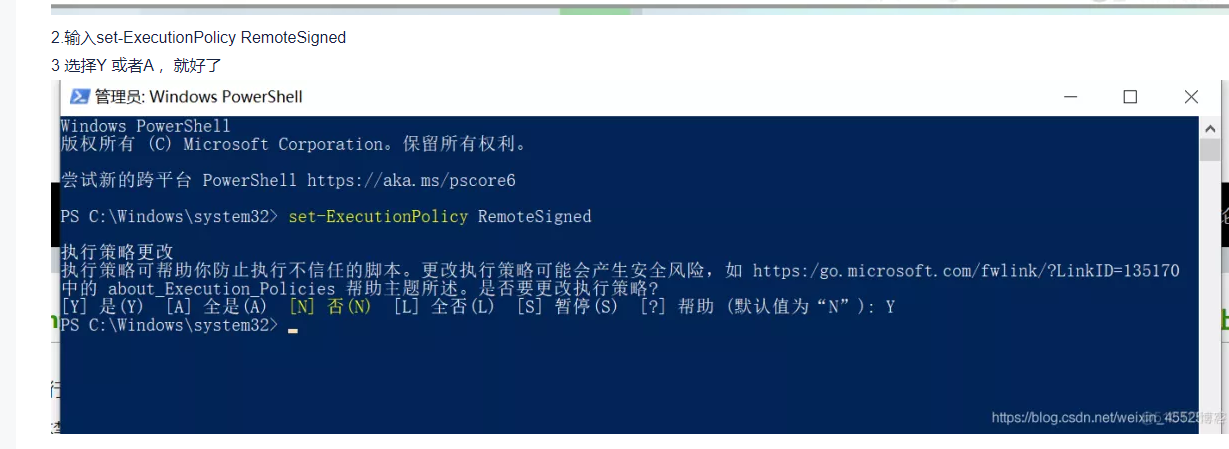 2.输入set-ExecutionPolicy RemoteSigned
3 选择Y 或者A ，就好了
管理员: Windows PowerShell
Windows PowerShell
版权所有 (C) Microsoft Corporation。保留所有权利。
尝试新的跨平台 PowerShell https://aka.ms/pscore6
PS C:\Windows\system32> set-ExecutionPolicy RemoteSigned
执行策略更改
执行策略可帮助你防止执行不信任的脚本。更改执行策略可能会产生安全风险，如 https:/go.microsoft.com/fwlink/?LinkID=135170
中的 about_Execution_Policies 帮助主题所述。是否要更改执行策略?
[Y] 是(Y) [A] 全是(A) [N] 否(N) [L] 全否(L) [S] 暂停(S) [?] 帮助 (默认值为“N”): Y
PS C:\Windows\system32>
https://blog.csdn.net/weixin_45525